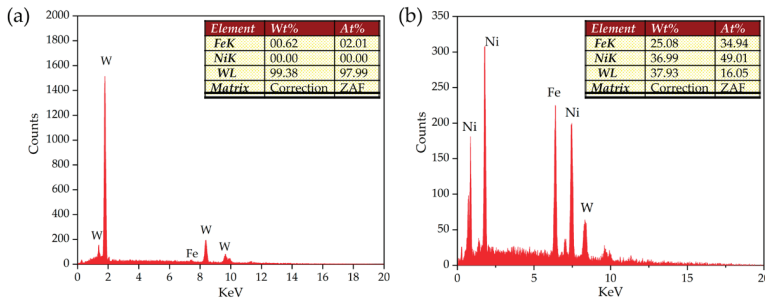 (a)
Element Wt% At%
FeK 00.62 02.01
NiK 00.00 00.00
WL 99.38 97.99
Matrix Correction ZAF
2000
1800
1600
1400
1200
1000
800
600
400
200
0
Counts
W
W
Fe
W
W
0 2 4 6 8 10 12 14 16 18 20
KeV
(b)
Element Wt% At%
FeK 25.08 34.94
NiK 36.99 49.01
WL 37.93 16.05
Matrix Correction ZAF
350
300
250
200
150
100
50
0
Counts
Ni
Ni
Fe
Ni
W
0 5 10 15 20
KeV